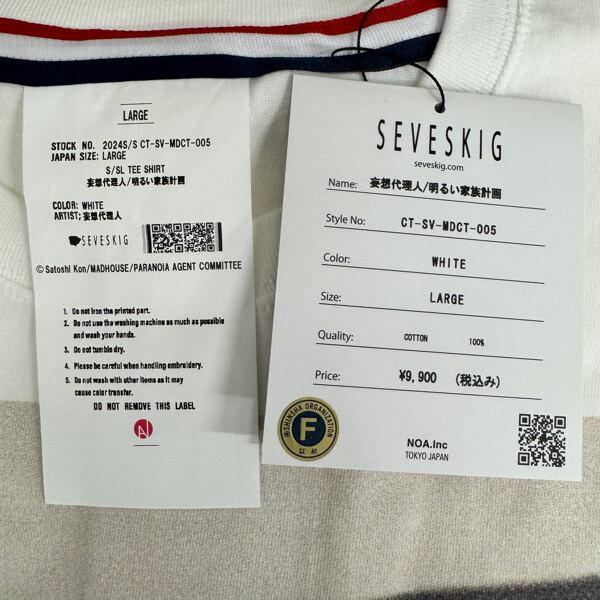 LARGE
STOCK NO. 2024S/S CT-SV-MDCT-005
JAPAN SIZE: LARGE
S/SL TEE SHIRT
妄想代理人/明るい家族計画
COLOR: WHITE
ARTIST; 妄想代理人
SEVESKIG
© Satoshi Kon/MADHOUSE/PARANOIA AGENT COMMITTEE
1. Do not iron the printed part.
2. Do not use the washing machine as much as possible
and wash your hands.
3. Do not tumble dry.
4. Please be careful when handling embroidery.
5. Do not wash with other items as it may
cause color transfer.
DO NOT REMOVE THIS LABEL
SEVESKIG
seveskig.com
Name: 妄想代理人/明るい家族計画
Style No: CT-SV-MDCT-005
Color: WHITE
Size: LARGE
Quality: COTTON 100%
Price: ¥9,900 (税込み)
©SHINSHA ORGANIZATION
F
証紙
NOA.Inc
TOKYO JAPAN